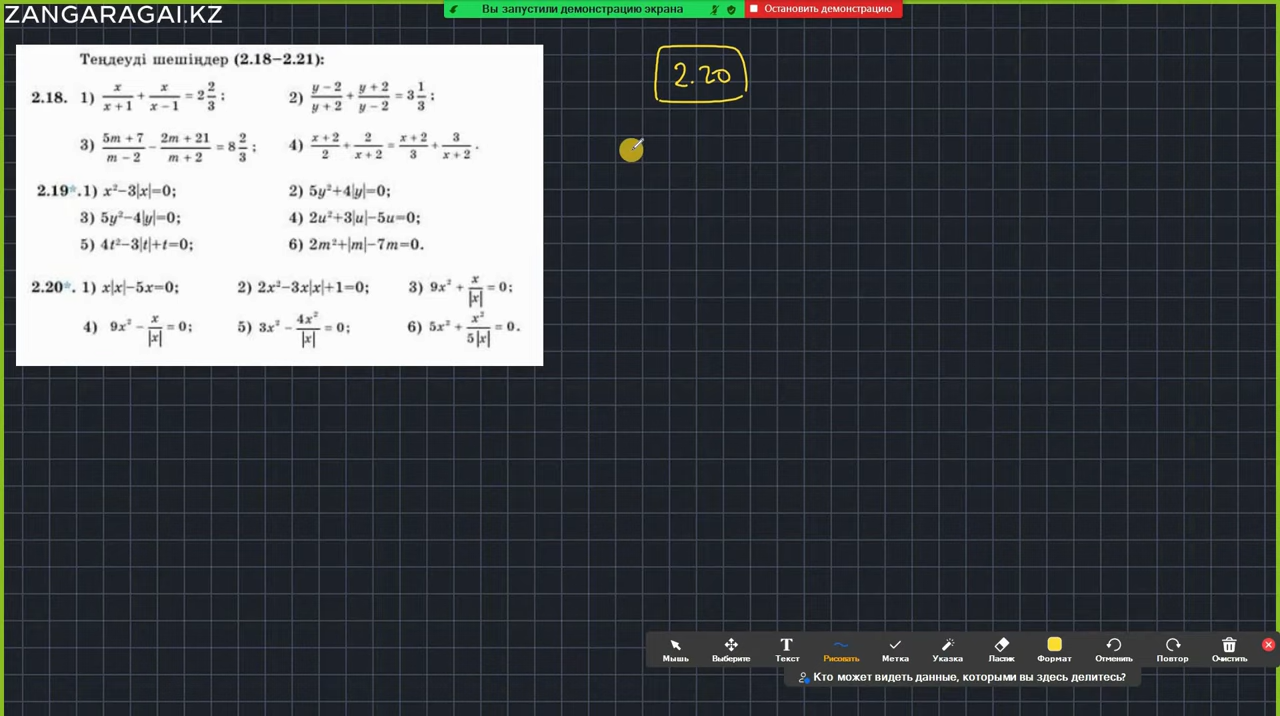 ZANGARAGAI.KZ
Вы запустили демонстрацию экрана
Остановить демонстрацию
2.20
Теңдеуді шешіңдер (2.18−2.21):
2.18. 1) x/(x+1) + x/(x−1) = 2 2/3; 2) (y−2)/(y+2) + (y+2)/(y−2) = 3 1/3;
3) (5m+7)/(m−2) − (2m+21)/(m+2) = 8 2/3; 4) (x+2)/2 + 2/(x+2) = (x+2)/3 + 3/(x+2).
2.19*. 1) x²−3|x|=0; 2) 5y²+4|y|=0;
3) 5y²−4|y|=0; 4) 2u²+3|u|−5u=0;
5) 4t²−3|t|+t=0; 6) 2m²+|m|−7m=0.
2.20*. 1) x|x|−5x=0; 2) 2x²−3x|x|+1=0; 3) 9x² + x/|x| = 0;
4) 9x² − x/|x| = 0; 5) 3x² − 4x²/|x| = 0; 6) 5x² + x²/5|x| = 0.
Мышь Выберите Текст Рисовать Метка Указка Ластик Формат Отменить Повтор Очистить
Кто может видеть данные, которыми вы здесь делитесь?